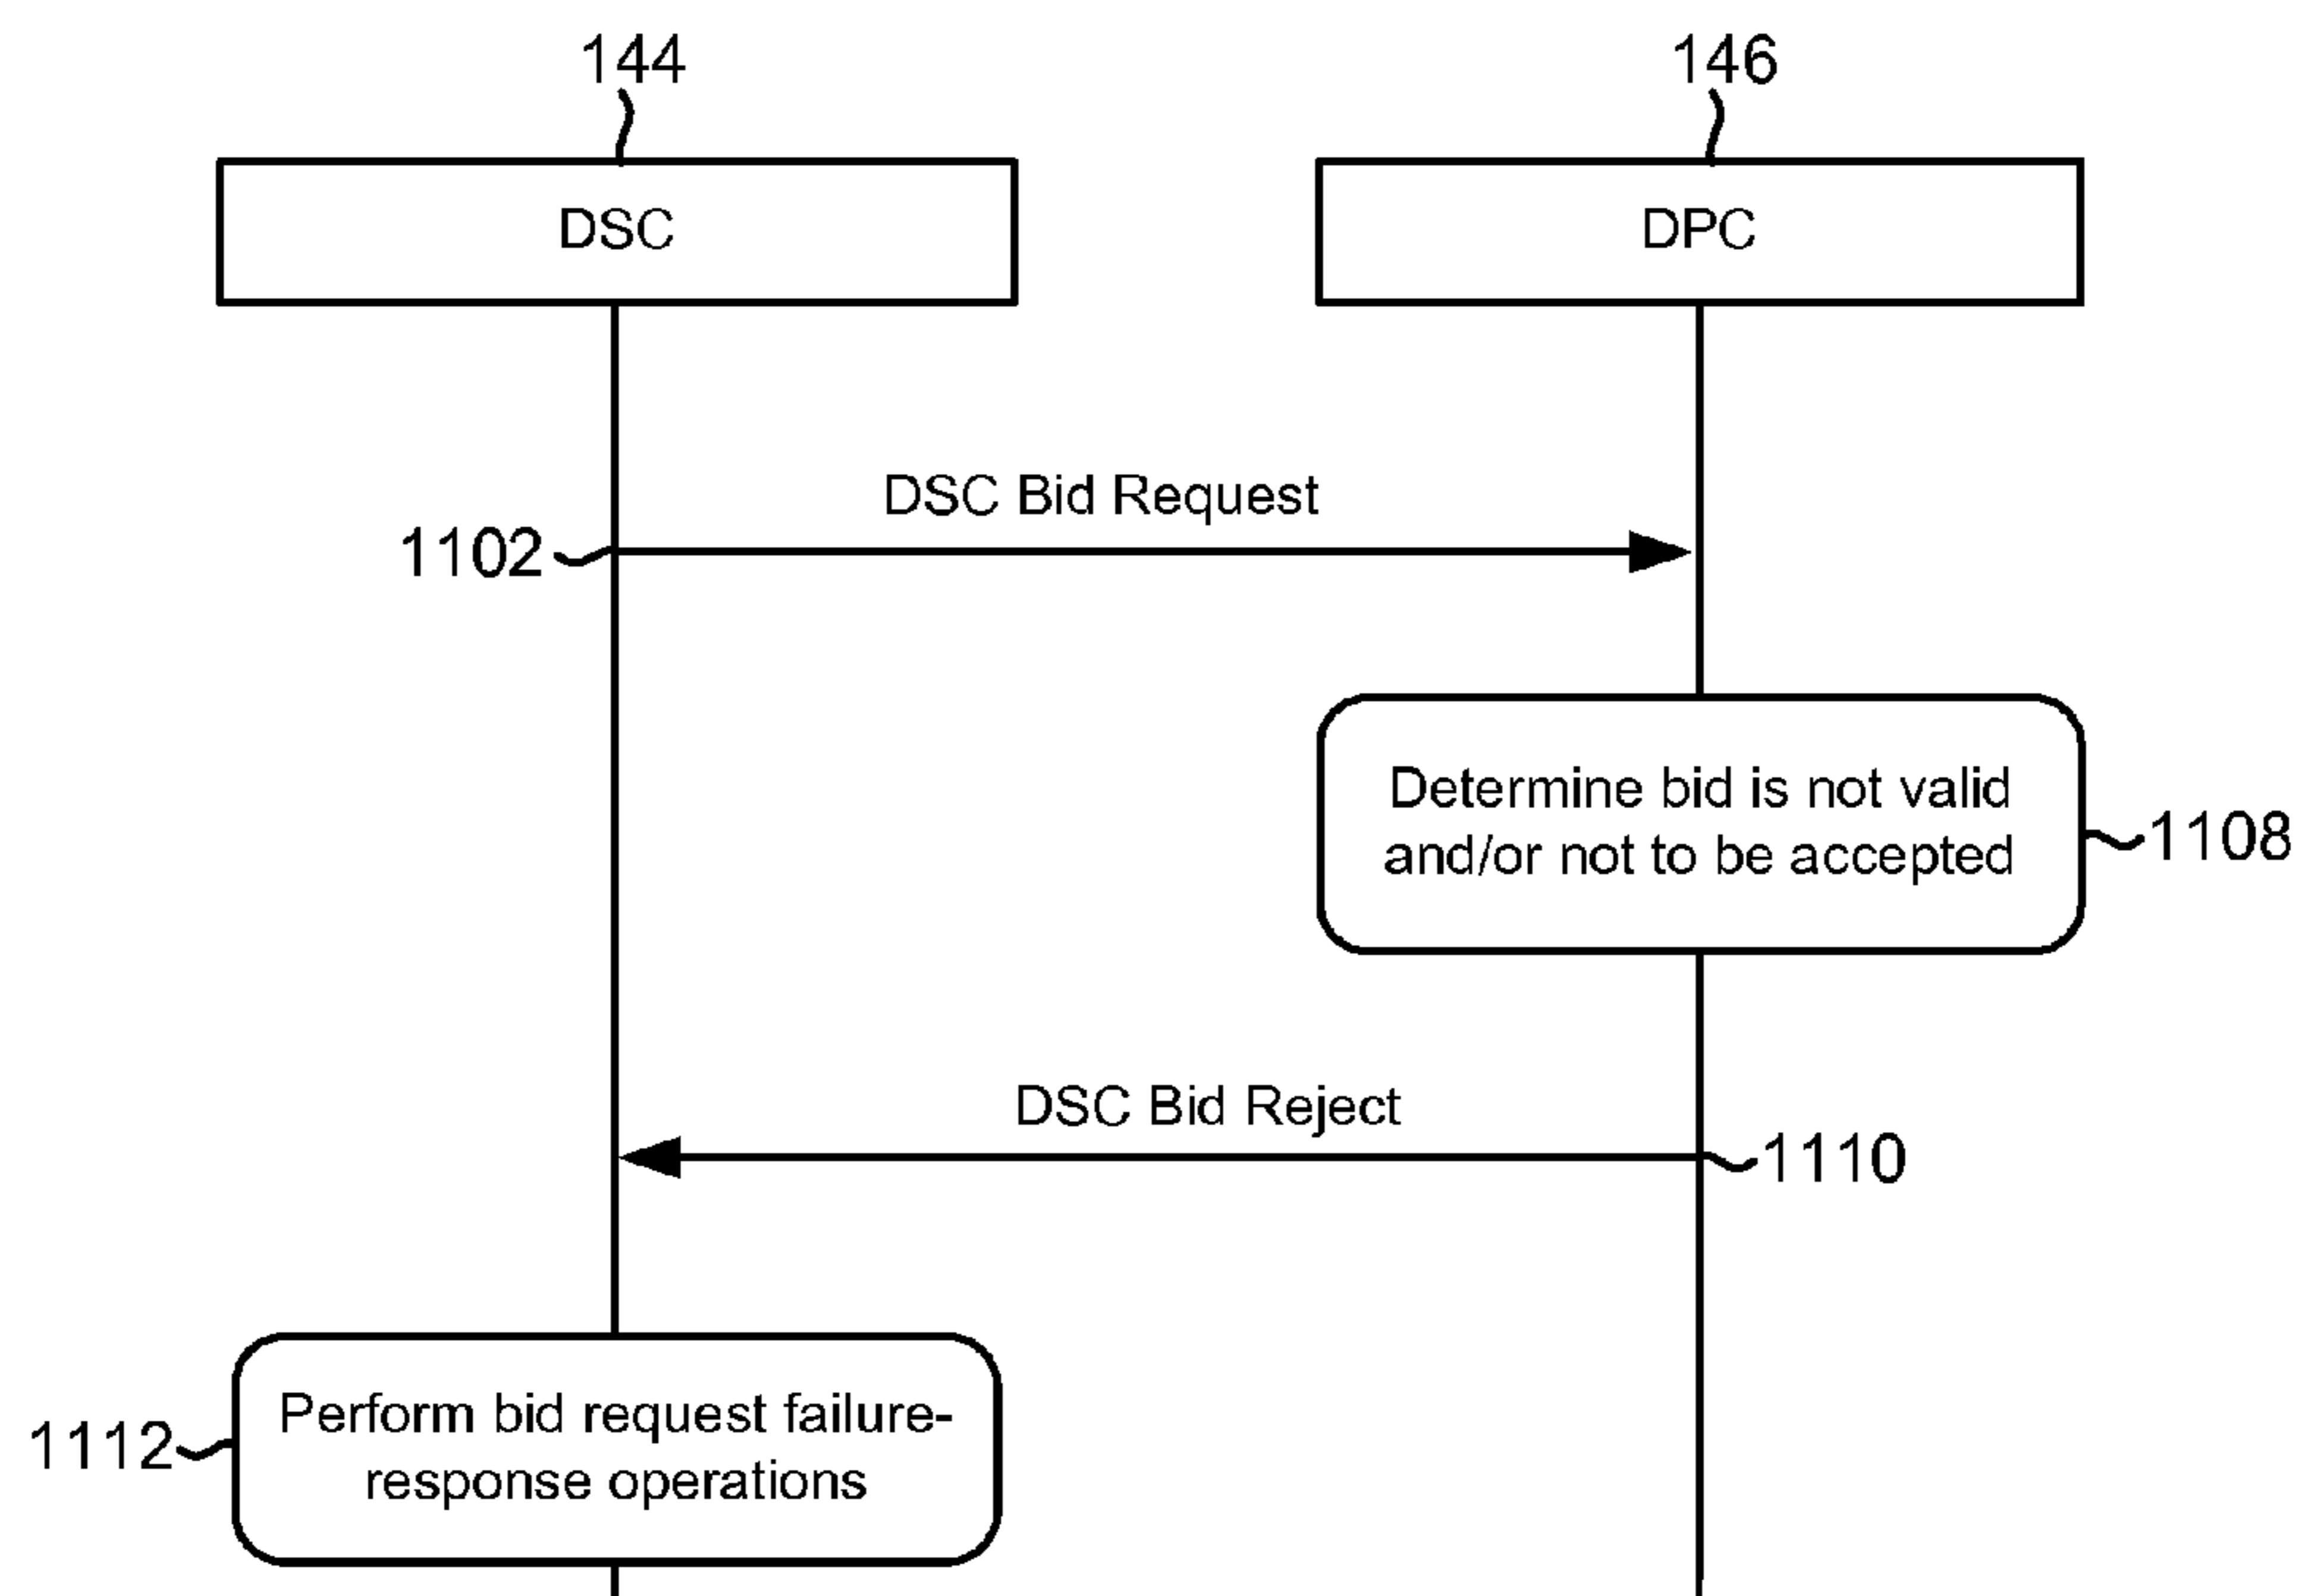 144
146
DSC
DPC
DSC Bid Request
1102
Determine bid is not valid
and/or not to be accepted
1108
DSC Bid Reject
1110
Perform bid request failure-
response operations
1112